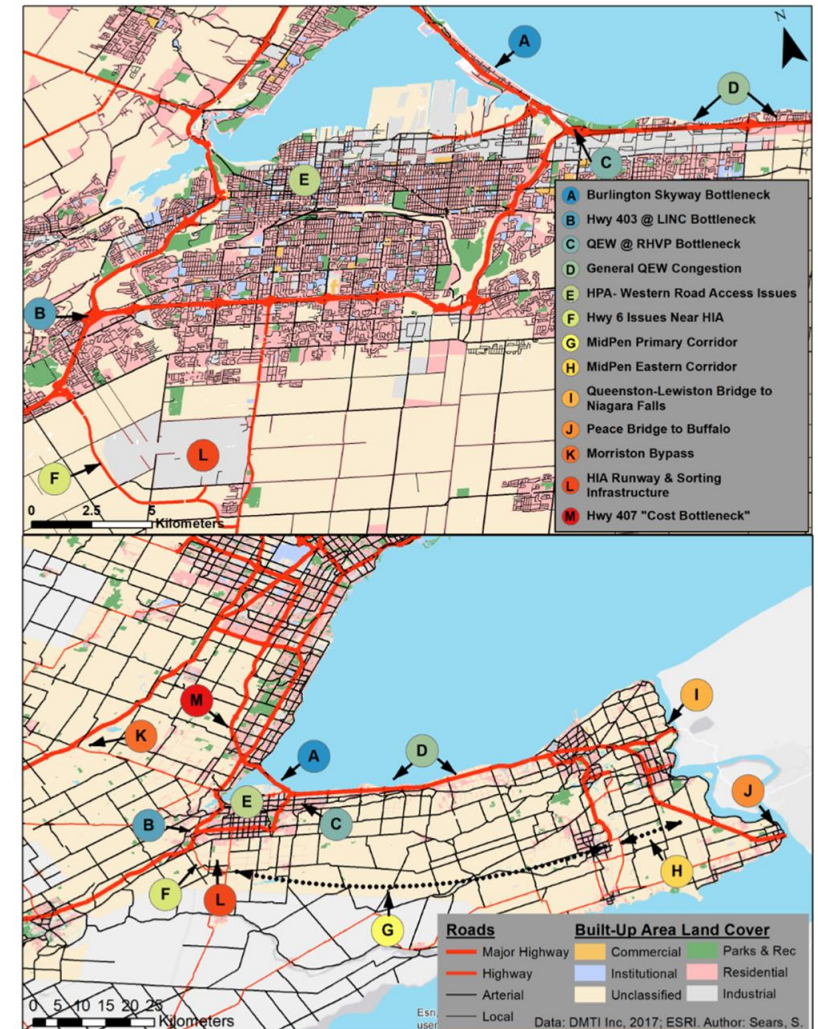 N
A
D
C
E
B
L
F
0 2.5 5
Kilometers
A Burlington Skyway Bottleneck
B Hwy 403 @ LINC Bottleneck
C QEW @ RHVP Bottleneck
D General QEW Congestion
E HPA- Western Road Access Issues
F Hwy 6 Issues Near HIA
G MidPen Primary Corridor
H MidPen Eastern Corridor
I Queenston-Lewiston Bridge to
Niagara Falls
J Peace Bridge to Buffalo
K Morriston Bypass
L HIA Runway & Sorting
Infrastructure
M Hwy 407 "Cost Bottleneck"
M
K
A
D
I
E
J
B
C
F
L
H
G
0 5 10 15 20 25
Kilometers
Roads
Major Highway
Highway
Arterial
Local
Built-Up Area Land Cover
Commercial
Parks & Rec
Institutional
Residential
Unclassified
Industrial
Esri,
user
Data: DMTI Inc, 2017; ESRI. Author: Sears, S.